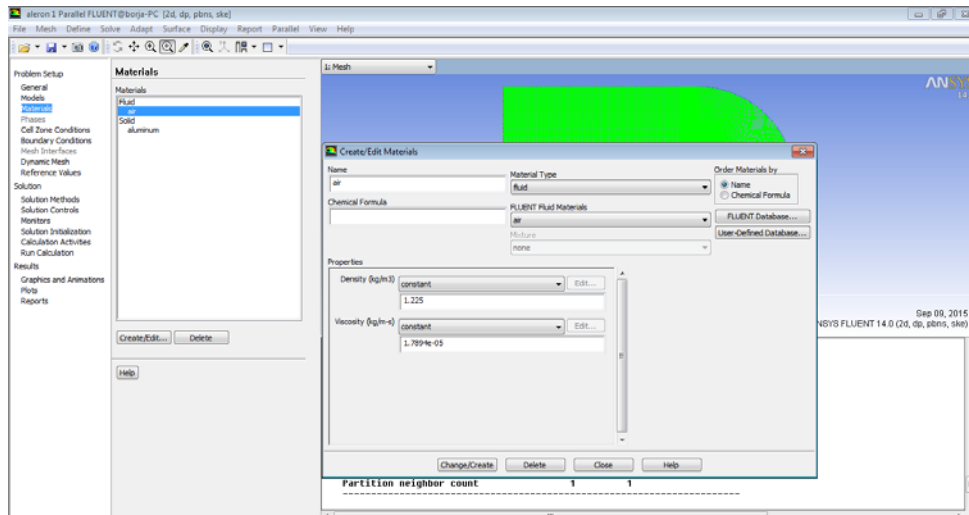 aleron 1 Parallel FLUENT@borja-PC [2d, dp, pbns, ske]
File Mesh Define Solve Adapt Surface Display Report Parallel View Help
Problem Setup
General
Models
Materials
Phases
Cell Zone Conditions
Boundary Conditions
Mesh Interfaces
Dynamic Mesh
Reference Values
Solution
Solution Methods
Solution Controls
Monitors
Solution Initialization
Calculation Activities
Run Calculation
Results
Graphics and Animations
Plots
Reports
Materials
Materials
Fluid
air
Solid
aluminum
Create/Edit... Delete
Help
1: Mesh
ANSY
14
Create/Edit Materials
Name
air
Chemical Formula
Material Type
fluid
FLUENT Fluid Materials
air
Mixture
none
Order Materials by
Name
Chemical Formula
FLUENT Database...
User-Defined Database...
Properties
Density (kg/m3) constant Edit...
1.225
Viscosity (kg/m-s) constant Edit...
1.7894e-05
Change/Create Delete Close Help
Sep 09, 2015
NSYS FLUENT 14.0 (2d, dp, pbns, ske)
Partition neighbor count 1 1